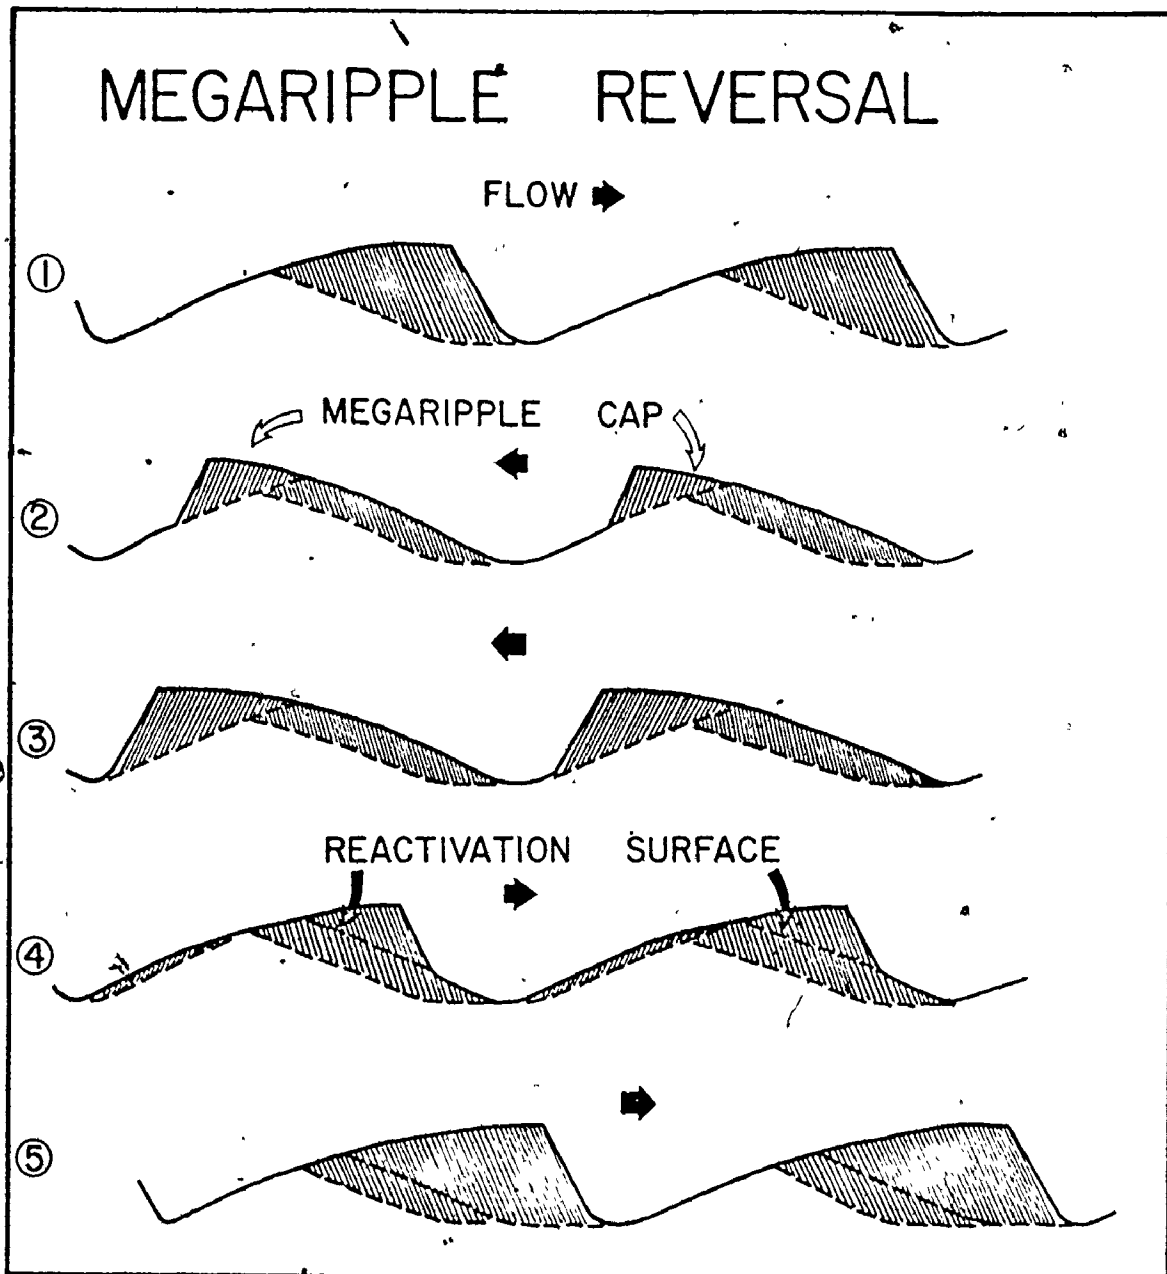 MEGARIPPLE REVERSAL
FLOW
①
MEGARIPPLE CAP
②
③
REACTIVATION SURFACE
④
⑤